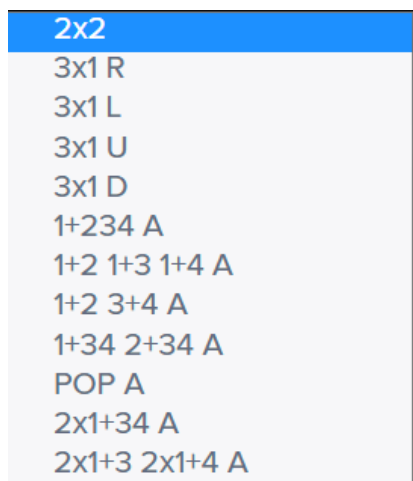 2x2
3x1 R
3x1 L
3x1 U
3x1 D
1+234 A
1+2 1+3 1+4 A
1+2 3+4 A
1+34 2+34 A
POP A
2x1+34 A
2x1+3 2x1+4 A